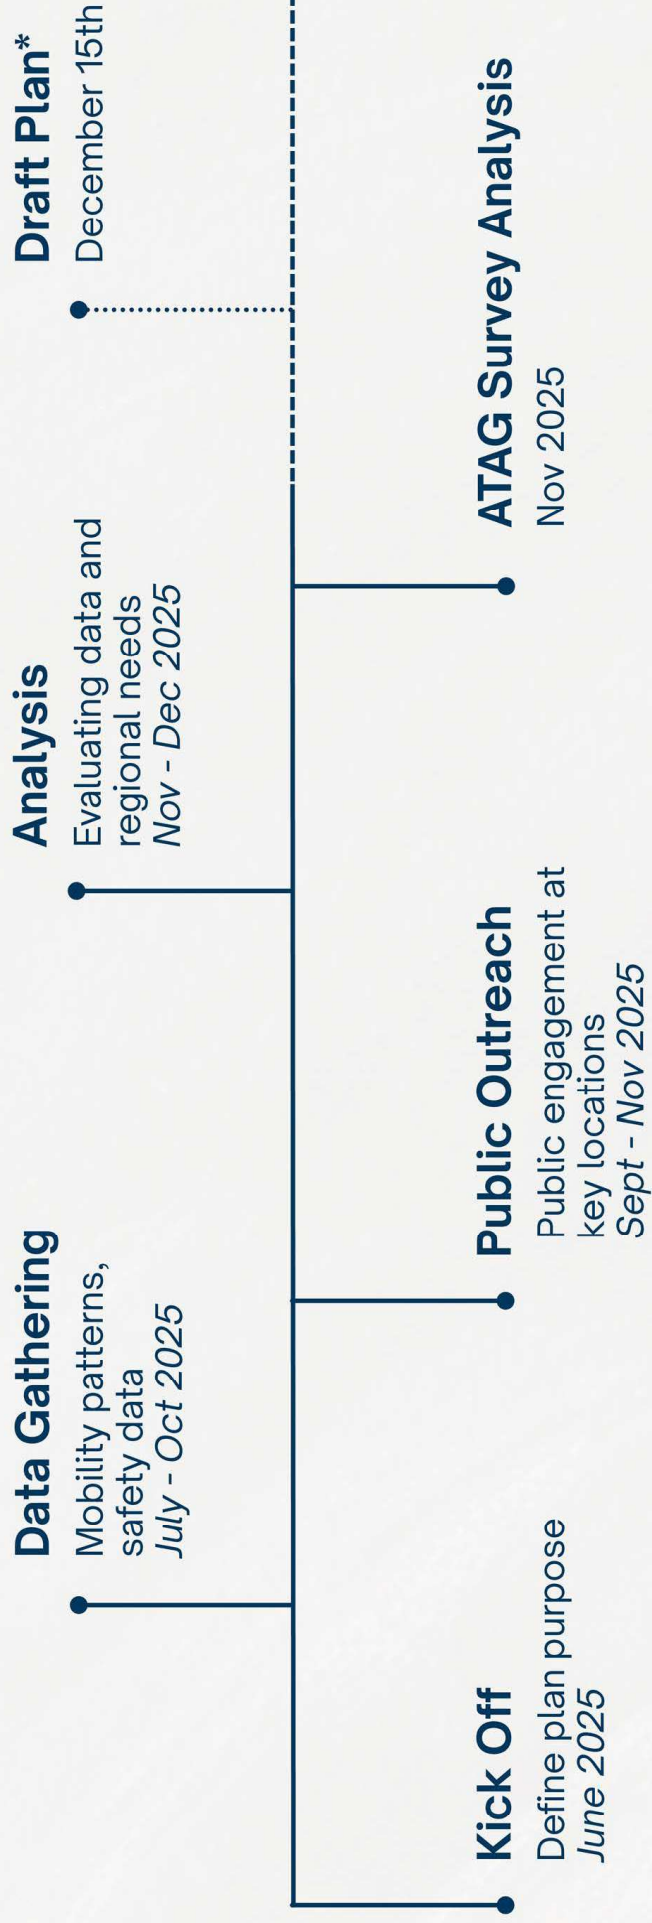 Kick Off
Define plan purpose
June 2025
Data Gathering
Mobility patterns,
safety data
July - Oct 2025
Public Outreach
Public engagement at
key locations
Sept - Nov 2025
Analysis
Evaluating data and
regional needs
Nov - Dec 2025
ATAG Survey Analysis
Nov 2025
Draft Plan*
December 15th